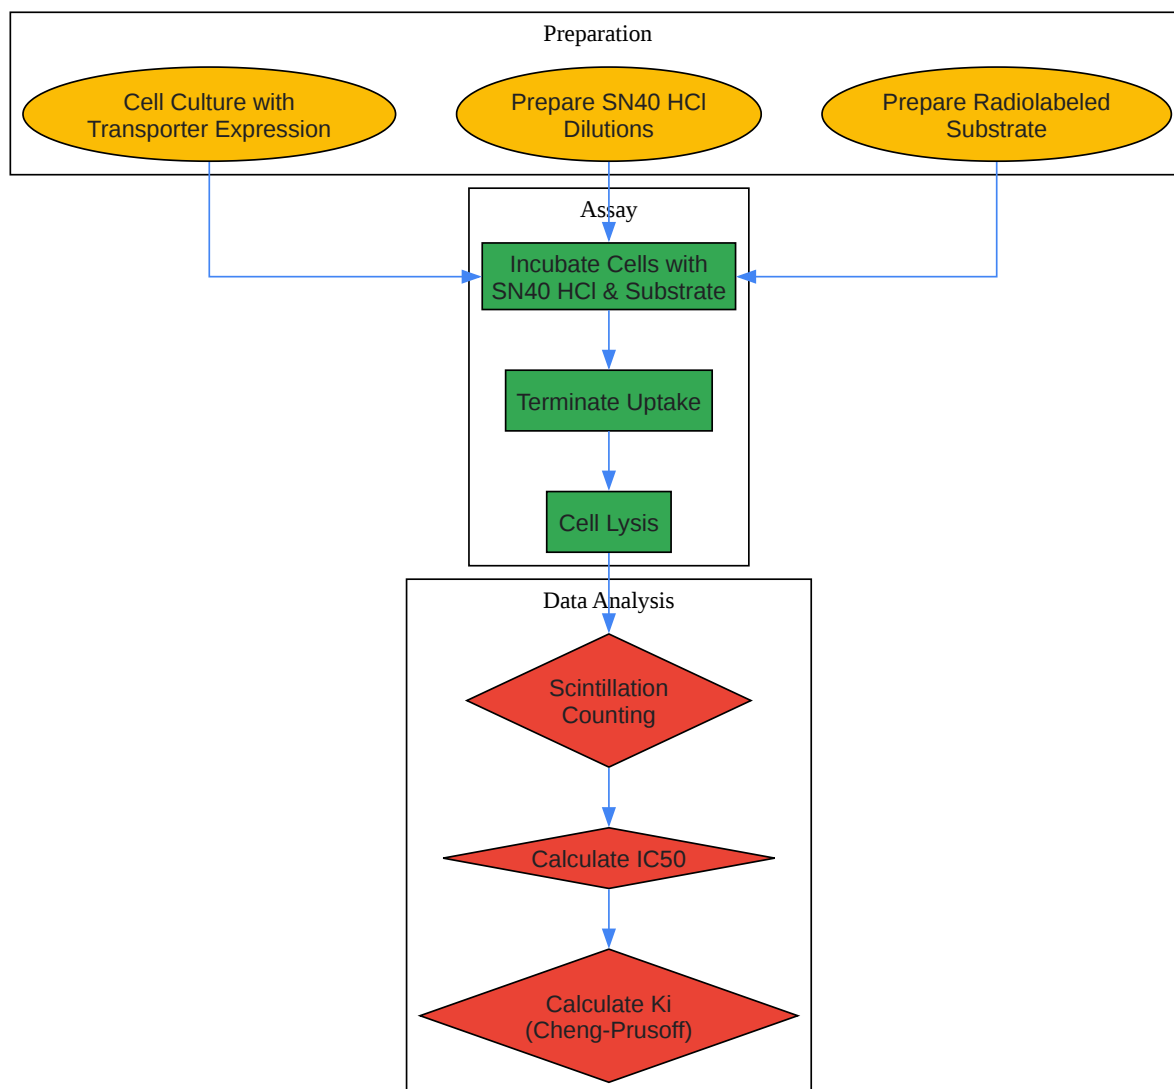 Preparation
Cell Culture with
Transporter Expression
Prepare SN40 HCl
Dilutions
Prepare Radiolabeled
Substrate
Assay
Incubate Cells with
SN40 HCl & Substrate
Terminate Uptake
Cell Lysis
Data Analysis
Scintillation
Counting
Calculate IC50
Calculate Ki
(Cheng-Prusoff)